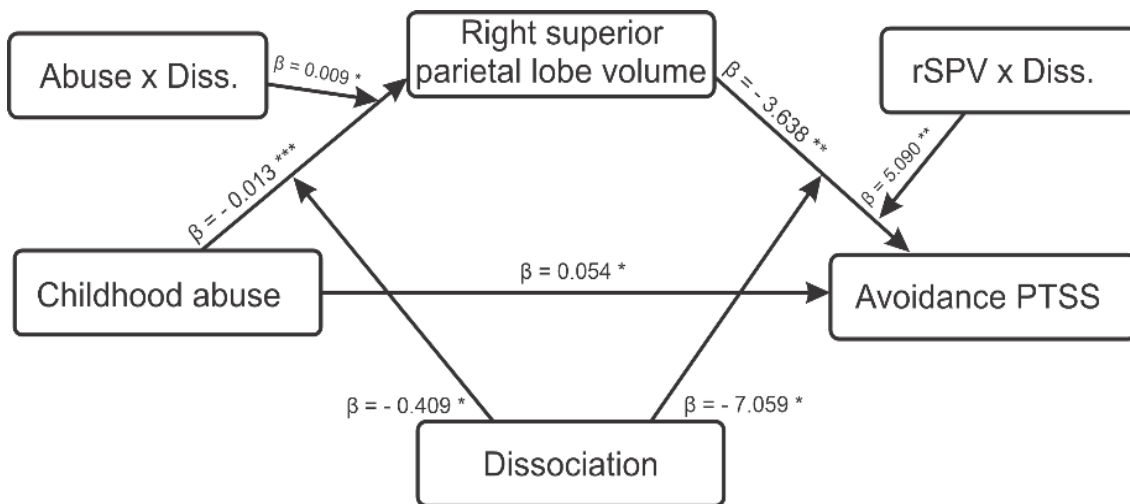 Right superior
parietal lobe volume
Abuse x Diss.
β = 0.009 *
rSPV x Diss.
β = - 3.638 **
β = 5.090 **
β = - 0.013 ***
Childhood abuse
β = 0.054 *
Avoidance PTSS
β = - 0.409 *
β = - 7.059 *
Dissociation